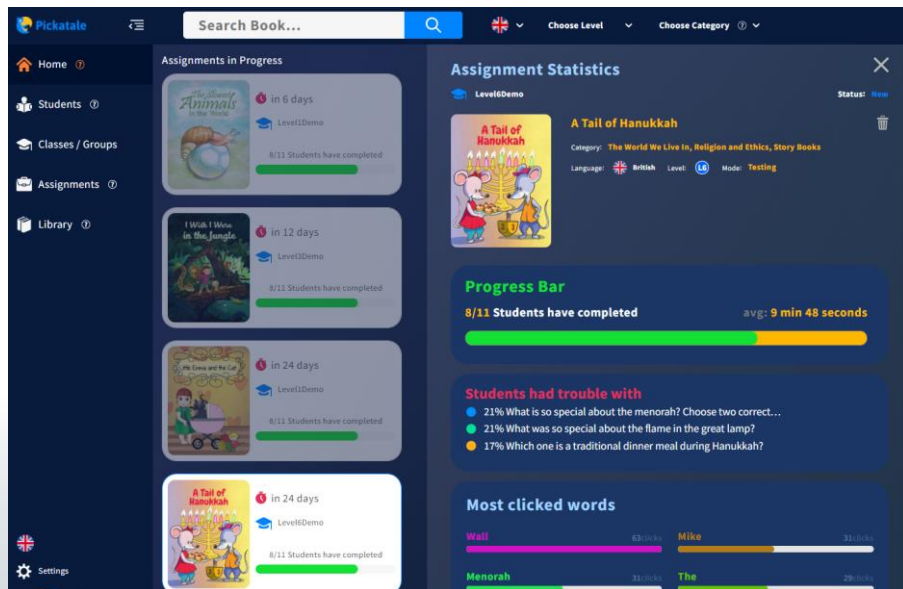 Pickatale
Search Book...
Choose Level
Choose Category
Home
Students
Classes / Groups
Assignments
Library
Settings
Assignments in Progress
Animals
in the World
in 6 days
Level1Demo
8/11 Students have completed
I Wish I Were
in the Jungle
in 12 days
Level3Demo
8/11 Students have completed
in 24 days
Level1Demo
8/11 Students have completed
A Tail of
Hanukkah
in 24 days
Level6Demo
8/11 Students have completed
Assignment Statistics
Level6Demo
Status: New
A Tail of
Hanukkah
A Tail of Hanukkah
Category: The World We Live In, Religion and Ethics, Story Books
Language: British Level: L6 Mode: Testing
Progress Bar
8/11 Students have completed
avg: 9 min 48 seconds
Students had trouble with
21% What is so special about the menorah? Choose two correct...
21% What was so special about the flame in the great lamp?
17% Which one is a traditional dinner meal during Hanukkah?
Most clicked words
Wall 63clicks
Mike 31clicks
Menorah 31clicks
The 29clicks